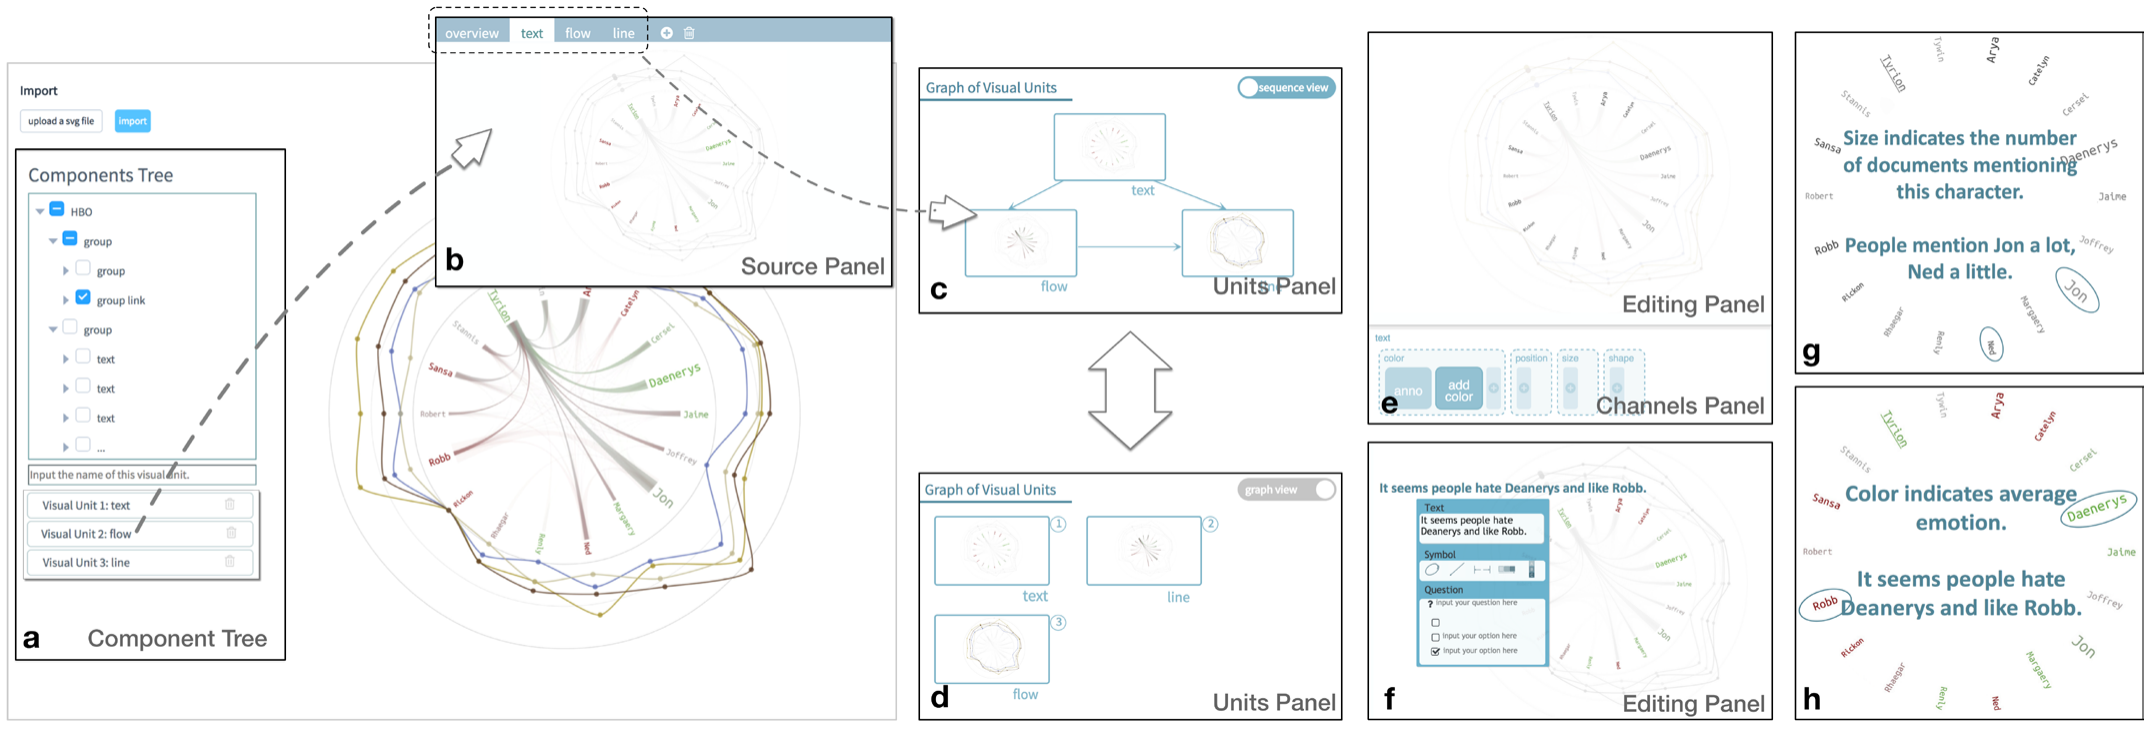 Import
upload a svg file
import
Components Tree
HBO
group
group
group link
group
text
text
text
...
Input the name of this visual unit.
Visual Unit 1: text
Visual Unit 2: flow
Visual Unit 3: line
a
Component Tree
overview
text
flow
line
b
Source Panel
Tyrion
Catelyn
Stannis
Cersei
Sansa
Daenerys
Robert
Jaime
Robb
Joffrey
Rickon
Jon
Rhaegar
Margaery
Renly
Ned
Graph of Visual Units
sequence view
text
flow
c
Units Panel
Graph of Visual Units
graph view
1
2
text
line
3
flow
d
Units Panel
Editing Panel
text
color
position
size
shape
anno
add
color
e
Channels Panel
It seems people hate Deanerys and like Robb.
Text
It seems people hate
Deanerys and like Robb.
Symbol
Question
? Input your question here
Input your option here
Input your option here
f
Editing Panel
Tyrion
Tywin
Arya
Catelyn
Stannis
Cersei
Sansa
Size indicates the number
of documents mentioning
this character.
Daenerys
Robert
Jaime
Robb
People mention Jon a lot,
Ned a little.
Joffrey
Rickon
Jon
Rhaegar
Margaery
Renly
Ned
g
Tyrion
Tywin
Arya
Catelyn
Stannis
Cersei
Sansa
Color indicates average
emotion.
Daenerys
Robert
Jaime
It seems people hate
Deanerys and like Robb.
Robb
Joffrey
Rickon
Jon
Rhaegar
Margaery
Renly
Ned
h